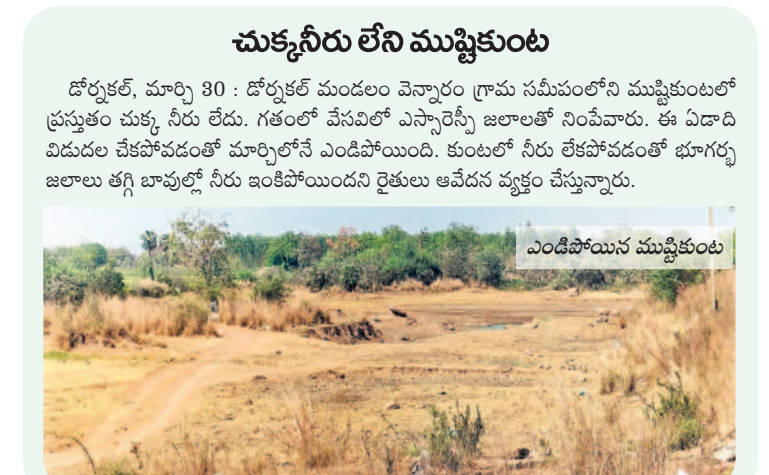 చుక్కనీరు లేని ముష్టికుంట
డోర్నకల్, మార్చి 30 : డోర్నకల్ మండలం వెన్నారం గ్రామ సమీపంలోని ముష్టికుంటలో
ప్రస్తుతం చుక్క నీరు లేదు. గతంలో వేసవిలో ఎస్సారెస్పీ జలాలతో నింపేవారు. ఈ ఏడాది
విడుదల చేకపోవడంతో మార్చిలోనే ఎండిపోయింది. కుంటలో నీరు లేకపోవడంతో భూగర్భ
జలాలు తగ్గి బావుల్లో నీరు ఇంకిపోయిందని రైతులు ఆవేదన వ్యక్తం చేస్తున్నారు.
ఎండిపోయిన ముష్టికుంట